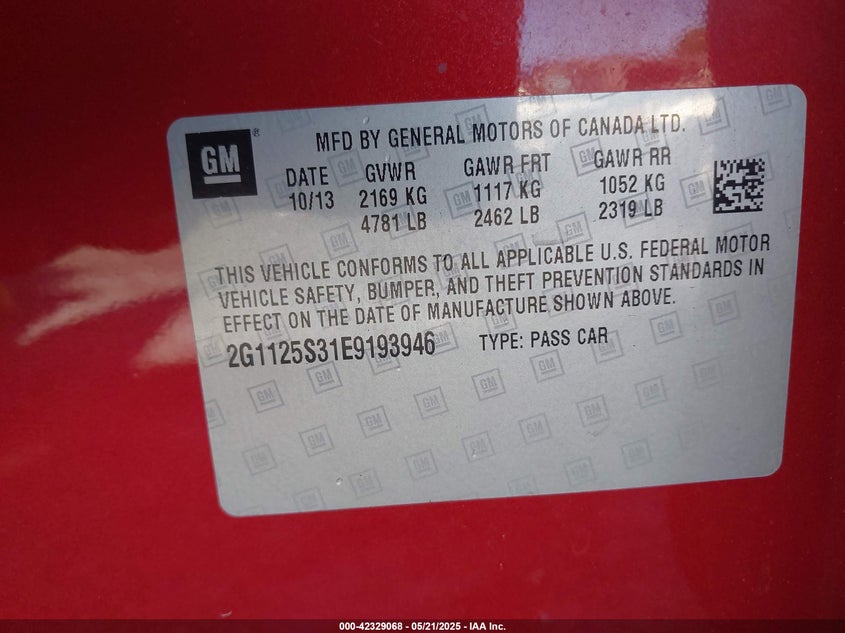 GM®
MFD BY GENERAL MOTORS OF CANADA LTD.
DATE GVWR GAWR FRT GAWR RR
10/13 2169 KG 1117 KG 1052 KG
4781 LB 2462 LB 2319 LB
THIS VEHICLE CONFORMS TO ALL APPLICABLE U.S. FEDERAL MOTOR
VEHICLE SAFETY, BUMPER, AND THEFT PREVENTION STANDARDS IN
EFFECT ON THE DATE OF MANUFACTURE SHOWN ABOVE.
2G1125S31E9193946 TYPE: PASS CAR
000-42329068 - 05/21/2025 - IAA Inc.